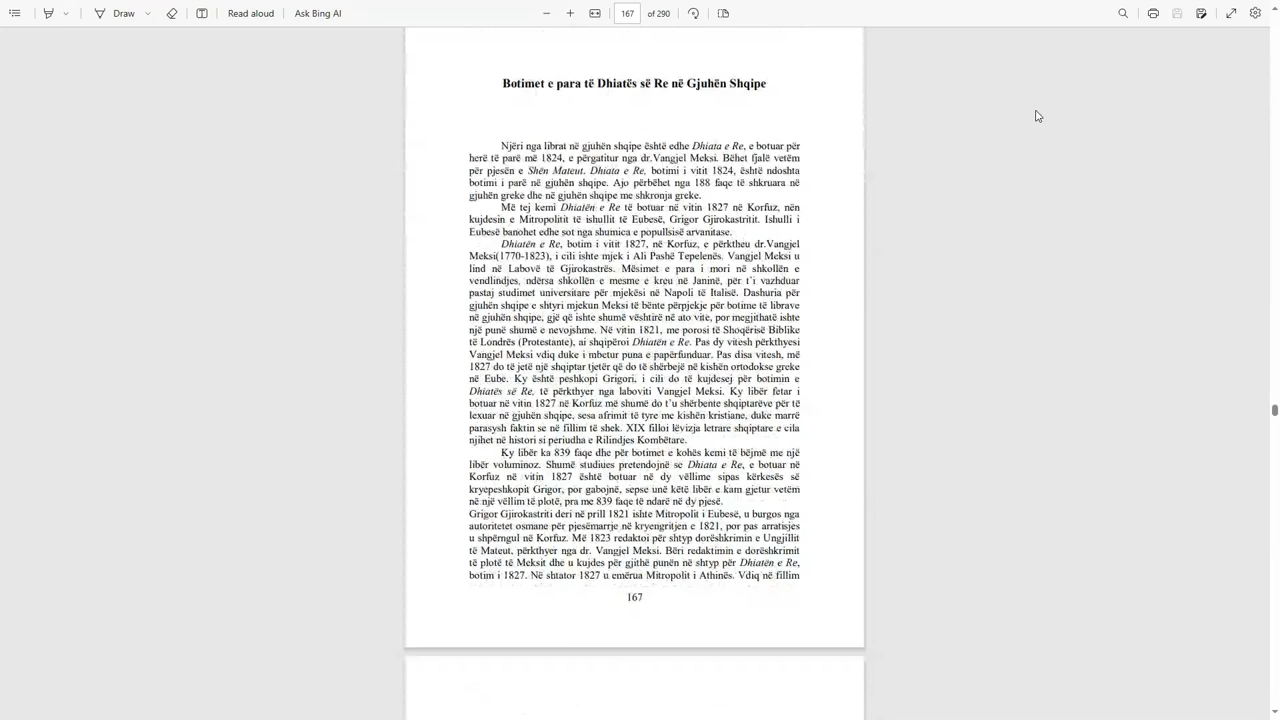 Draw
Read aloud
Ask Bing AI
167
of 290
Botimet e para të Dhiatës së Re në Gjuhën Shqipe
Njëri nga librat në gjuhën shqipe është edhe Dhiata e Re, e botuar për
herë të parë më 1824, e përgatitur nga dr.Vangjel Meksi. Bëhet fjalë vetëm
për pjesën e Shën Mateut. Dhiata e Re, botimi i vitit 1824, është ndoshta
botimi i parë në gjuhën shqipe. Ajo përbëhet nga 188 faqe të shkruara në
gjuhën greke dhe në gjuhën shqipe me shkronja greke.
Më tej kemi Dhiatën e Re të botuar në vitin 1827 në Korfuz, nën
kujdesin e Mitropolitit të ishullit të Eubesë, Grigor Gjirokastritit. Ishulli i
Eubesë banohet edhe sot nga shumica e popullsisë arvanitase.
Dhiatën e Re, botim i vitit 1827, në Korfuz, e përktheu dr.Vangjel
Meksi(1770-1823), i cili ishte mjek i Ali Pashë Tepelenës. Vangjel Meksi u
lind në Labovë të Gjirokastrës. Mësimet e para i mori në shkollën e
vendlindjes, ndërsa shkollën e mesme e kreu në Janinë, për t'i vazhduar
pastaj studimet universitare për mjekësi në Napoli të Italisë. Dashuria për
gjuhën shqipe e shtyri mjekun Meksi të bënte përpjekje për botime të librave
në gjuhën shqipe, gjë që ishte shumë vështirë në ato vite, por megjithatë ishte
një punë shumë e nevojshme. Në vitin 1821, me porosi të Shoqërisë Biblike
të Londrës (Protestante), ai shqipëroi Dhiatën e Re. Pas dy vitesh përkthyesi
Vangjel Meksi vdiq duke i mbetur puna e papërfunduar. Pas disa vitesh, më
1827 do të jetë një shqiptar tjetër që do të shërbejë në kishën ortodokse greke
në Eube. Ky është peshkopi Grigori, i cili do të kujdesej për botimin e
Dhiatës së Re, të përkthyer nga laboviti Vangjel Meksi. Ky libër fetar i
botuar në vitin 1827 në Korfuz më shumë do t'u shërbente shqiptarëve për të
lexuar në gjuhën shqipe, sesa afrimit të tyre me kishën kristiane, duke marrë
parasysh faktin se në fillim të shek. XIX filloi lëvizja letrare shqiptare e cila
njihet në histori si periudha e Rilindjes Kombëtare.
Ky libër ka 839 faqe dhe për botimet e kohës kemi të bëjmë me një
libër voluminoz. Shumë studiues pretendojnë se Dhiata e Re, e botuar në
Korfuz në vitin 1827 është botuar në dy vëllime sipas kërkesës së
kryepeshkopit Grigor, por gabojnë, sepse unë këtë libër e kam gjetur vetëm
në një vëllim të plotë, pra me 839 faqe të ndarë në dy pjesë.
Grigor Gjirokastriti deri në prill 1821 ishte Mitropolit i Eubesë, u burgos nga
autoritetet osmane për pjesëmarrje në kryengritjen e 1821, por pas arratisjes
u shpërngul në Korfuz. Më 1823 redaktoi për shtyp dorëshkrimin e Ungjillit
të Mateut, përkthyer nga dr. Vangjel Meksi. Bëri redaktimin e dorëshkrimit
të plotë të Meksit dhe u kujdes për gjithë punën në shtyp për Dhiatën e Re,
botim i 1827. Në shtator 1827 u emërua Mitropolit i Athinës. Vdiq në fillim
167